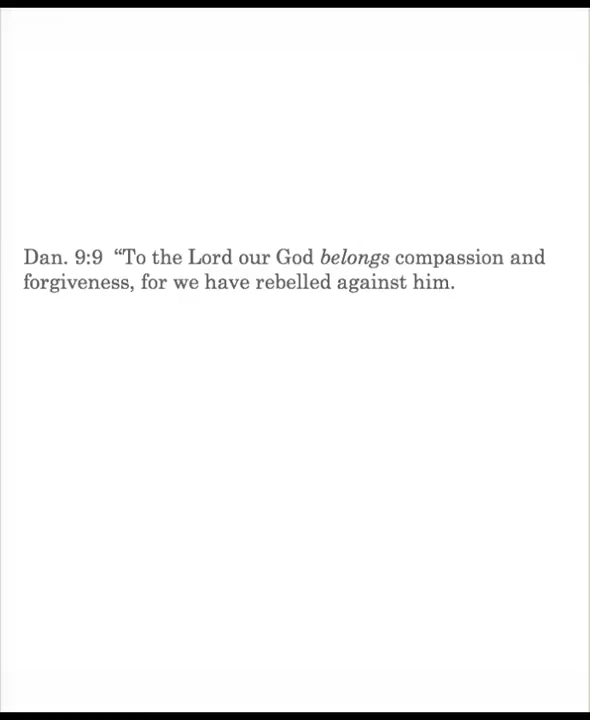 Dan. 9:9  “To the Lord our God belongs compassion and
forgiveness, for we have rebelled against him.